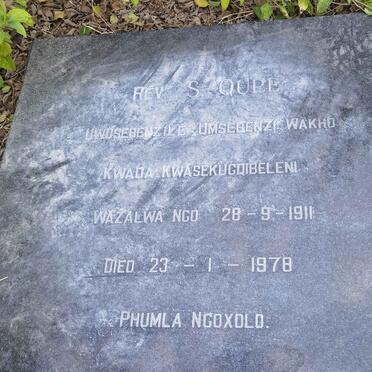 REV S QUPE
UWUSEBENZILE UMSEBENZI WAKHO
KWADA KWASEKUGQIBELENI
WAZALWA NGO 28-9-1911
DIED 23 - 1 - 1978
PHUMLA NGOXOLO.